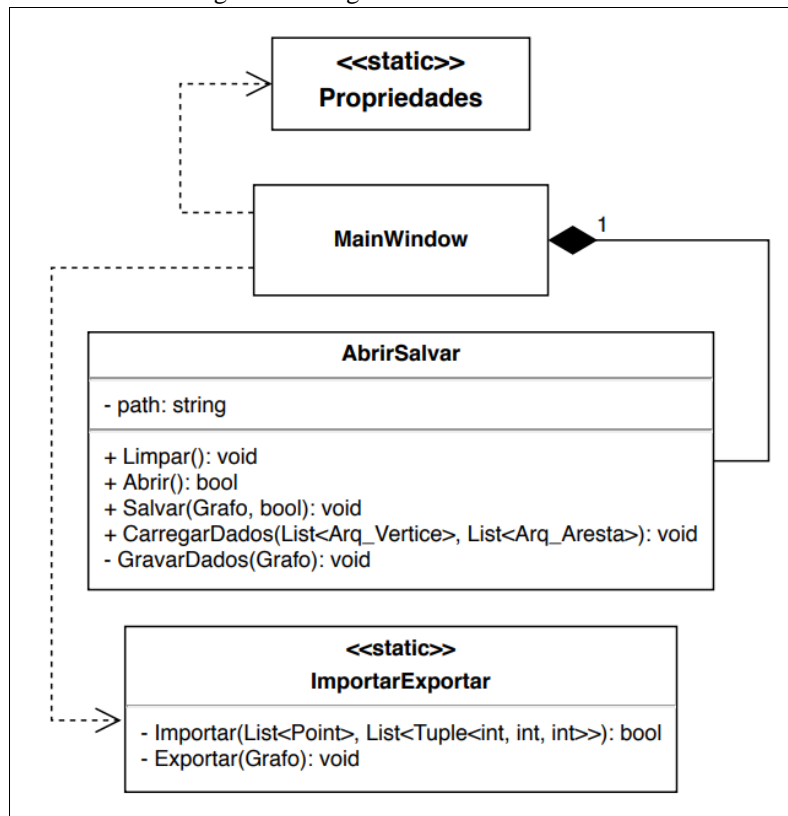 <<static>>
Propriedades
MainWindow
1
AbrirSalvar
- path: string
+ Limpar(): void
+ Abrir(): bool
+ Salvar(Grafo, bool): void
+ CarregarDados(List<Arq_Vertice>, List<Arq_Aresta>): void
- GravarDados(Grafo): void
<<static>>
ImportarExportar
- Importar(List<Point>, List<Tuple<int, int, int>>): bool
- Exportar(Grafo): void